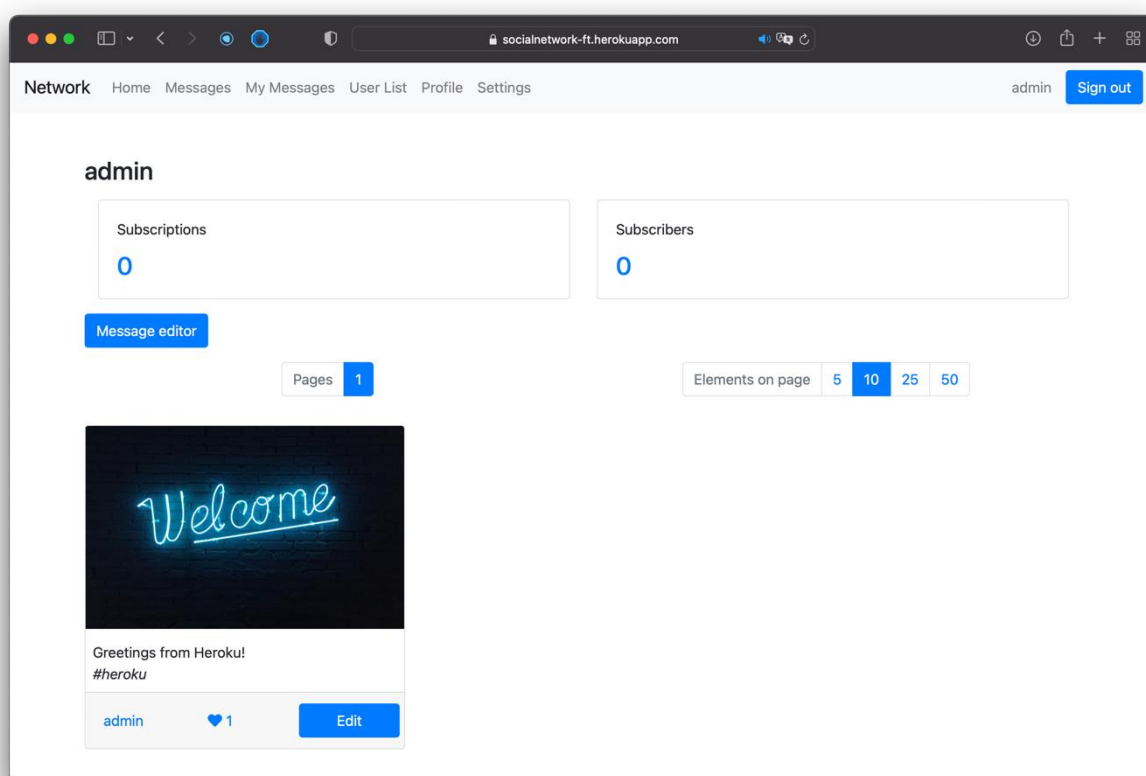 socialnetwork-ft.herokuapp.com
Network Home Messages My Messages User List Profile Settings admin Sign out
admin
Subscriptions Subscribers
0 0
Message editor
Pages 1 Elements on page 5 10 25 50
Welcome
Greetings from Heroku!
#heroku
admin 1 Edit